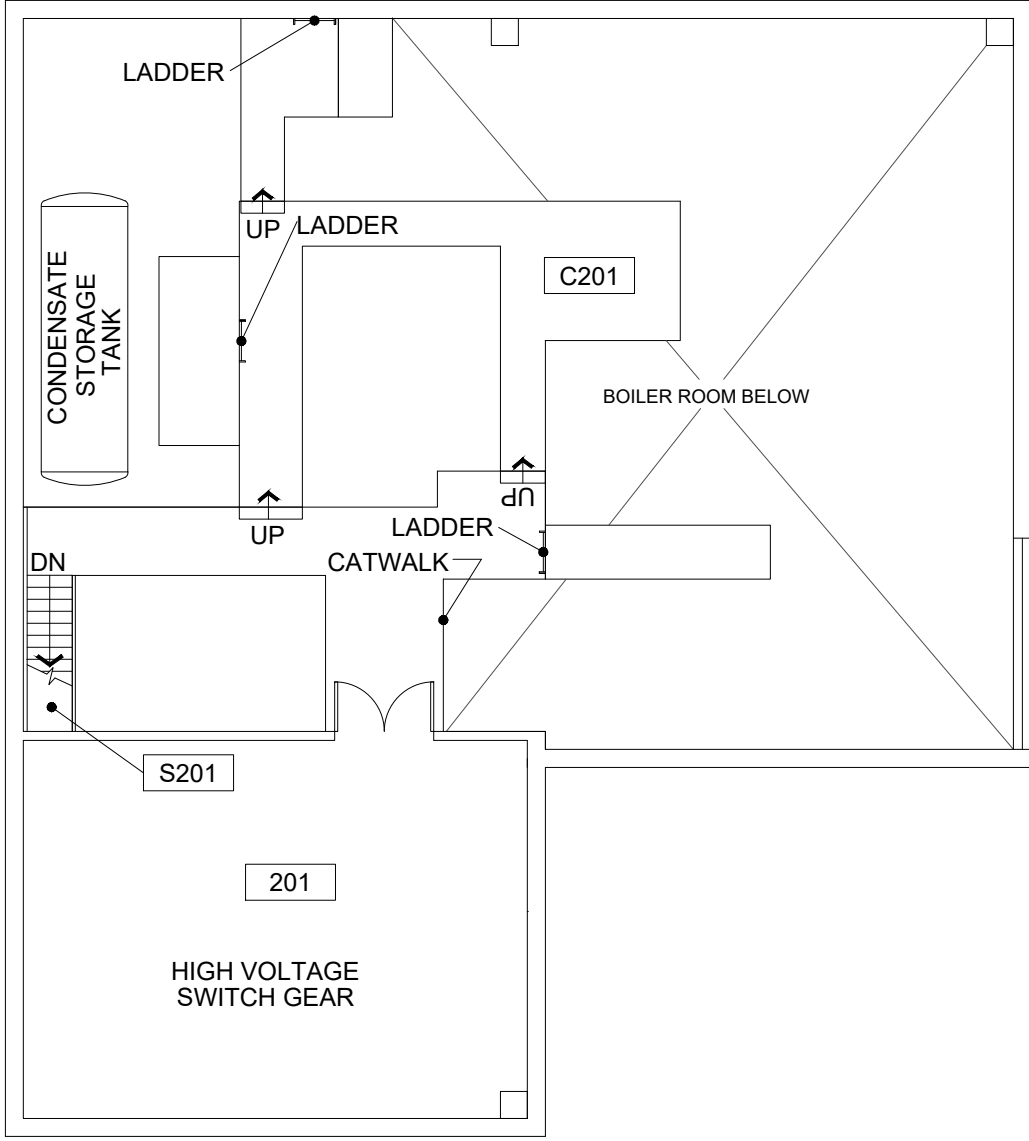 LADDER
UP
LADDER
C201
CONDENSATE
STORAGE
TANK
BOILER ROOM BELOW
UP
UP
LADDER
CATWALK
DN
S201
201
HIGH VOLTAGE
SWITCH GEAR